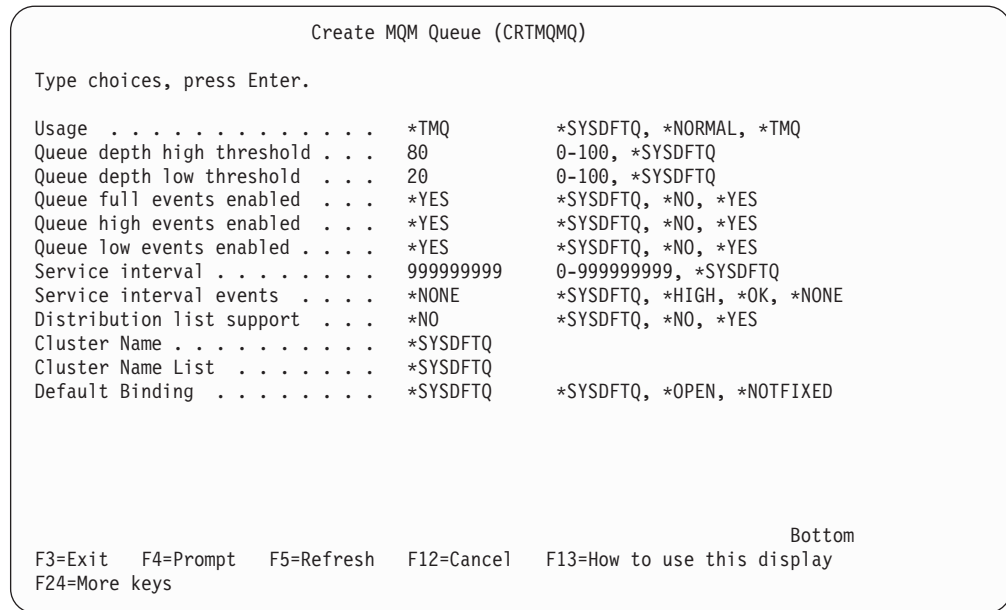 Create MQM Queue (CRTMQMQ)
Type choices, press Enter.
Usage . . . . . . . . . . . . . *TMQ *SYSDFTQ, *NORMAL, *TMQ
Queue depth high threshold . . . 80 0-100, *SYSDFTQ
Queue depth low threshold . . . 20 0-100, *SYSDFTQ
Queue full events enabled . . . *YES *SYSDFTQ, *NO, *YES
Queue high events enabled . . . *YES *SYSDFTQ, *NO, *YES
Queue low events enabled . . . . *YES *SYSDFTQ, *NO, *YES
Service interval . . . . . . . . 999999999 0-999999999, *SYSDFTQ
Service interval events . . . . *NONE *SYSDFTQ, *HIGH, *OK, *NONE
Distribution list support . . . *NO *SYSDFTQ, *NO, *YES
Cluster Name . . . . . . . . . . *SYSDFTQ
Cluster Name List . . . . . . . *SYSDFTQ
Default Binding . . . . . . . . *SYSDFTQ *SYSDFTQ, *OPEN, *NOTFIXED
Bottom
F3=Exit F4=Prompt F5=Refresh F12=Cancel F13=How to use this display
F24=More keys